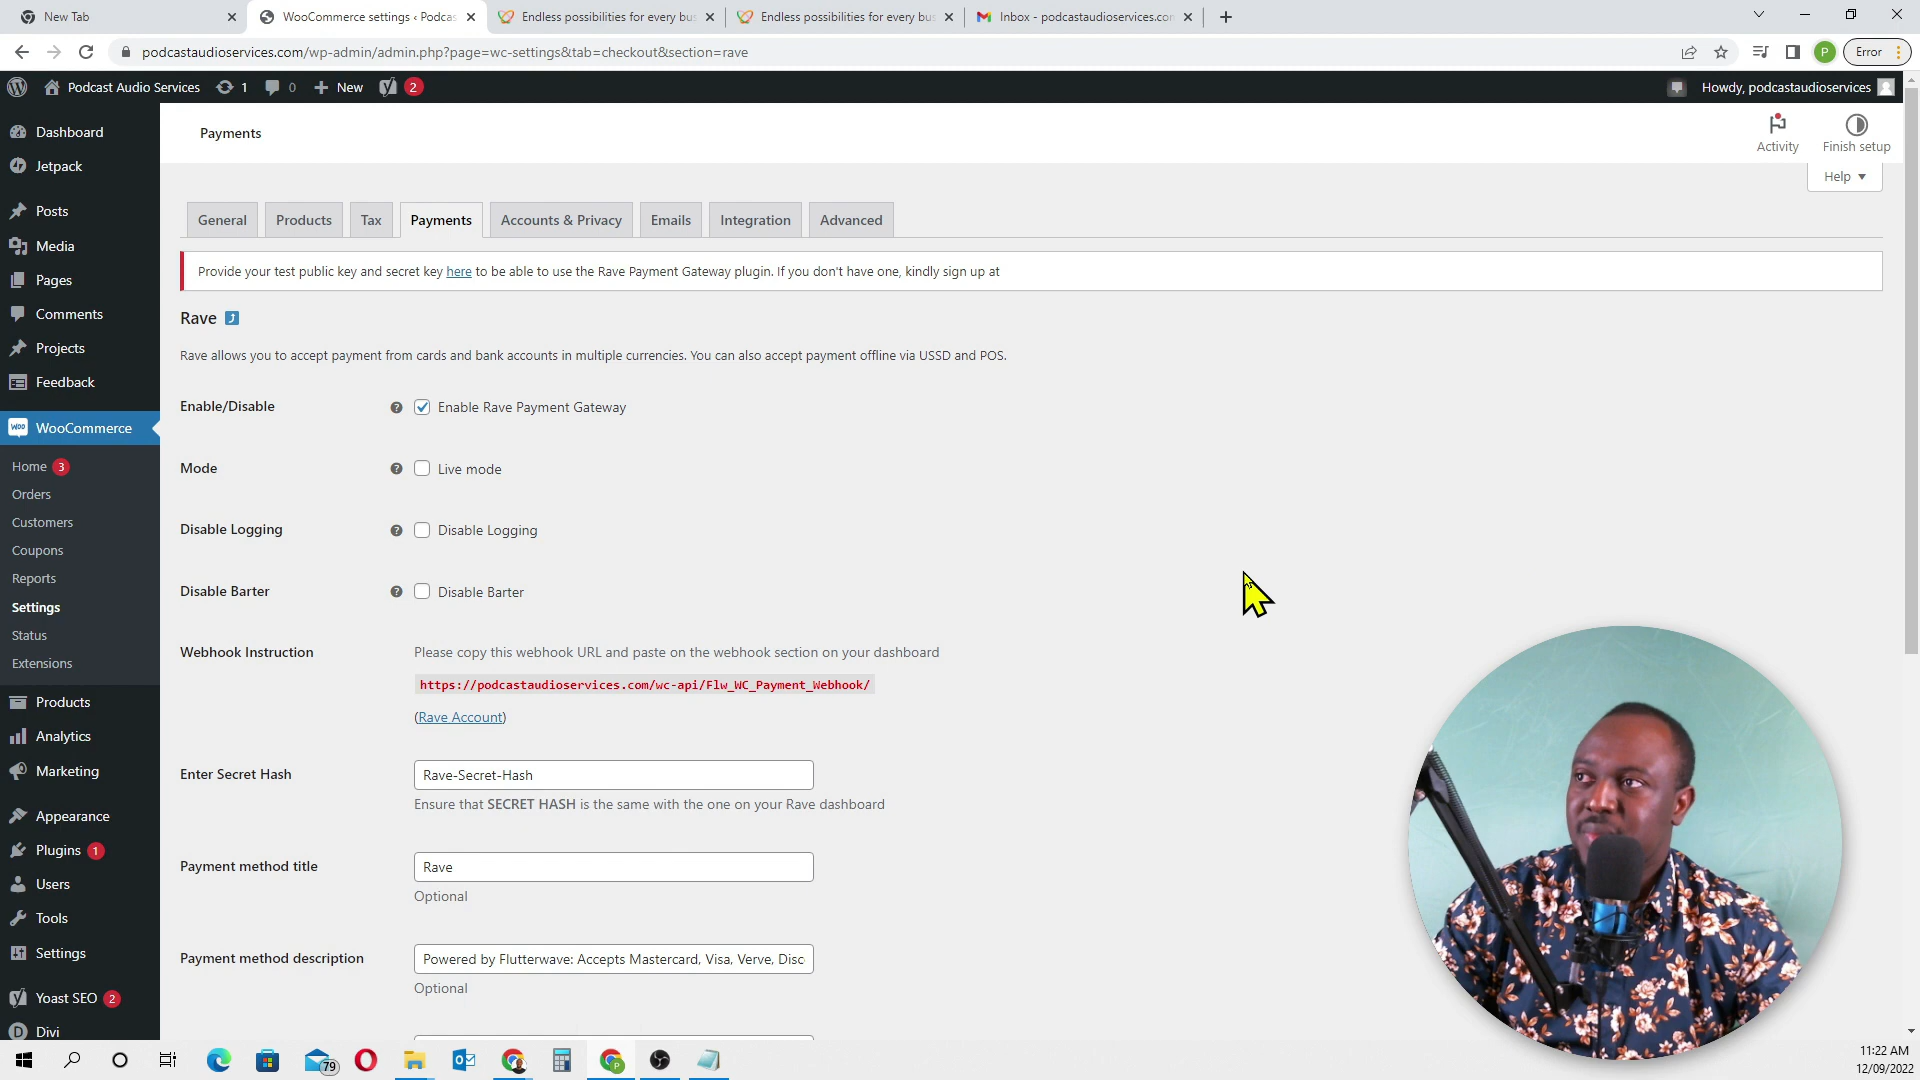 New Tab
WooCommerce settings ‹ Podcas
Endless possibilities for every bus
Endless possibilities for every bus
Inbox - podcastaudioservices.com
podcastaudioservices.com/wp-admin/admin.php?page=wc-settings&tab=checkout&section=rave
P
Error
Podcast Audio Services
1
0
New
2
Howdy, podcastaudioservices
Dashboard
Jetpack
Posts
Media
Pages
Comments
Projects
Feedback
WooCommerce
Home 3
Orders
Customers
Coupons
Reports
Settings
Status
Extensions
Products
Analytics
Marketing
Appearance
Plugins 1
Users
Tools
Settings
Yoast SEO 2
Divi
Payments
Activity
Finish setup
Help
General
Products
Tax
Payments
Accounts & Privacy
Emails
Integration
Advanced
Provide your test public key and secret key here to be able to use the Rave Payment Gateway plugin. If you don't have one, kindly sign up at
Rave
Rave allows you to accept payment from cards and bank accounts in multiple currencies. You can also accept payment offline via USSD and POS.
Enable/Disable
Enable Rave Payment Gateway
Mode
Live mode
Disable Logging
Disable Logging
Disable Barter
Disable Barter
Webhook Instruction
Please copy this webhook URL and paste on the webhook section on your dashboard
https://podcastaudioservices.com/wc-api/Flw_WC_Payment_Webhook/
(Rave Account)
Enter Secret Hash
Rave-Secret-Hash
Ensure that SECRET HASH is the same with the one on your Rave dashboard
Payment method title
Rave
Optional
Payment method description
Powered by Flutterwave: Accepts Mastercard, Visa, Verve, Disc
Optional
79
11:22 AM
12/09/2022